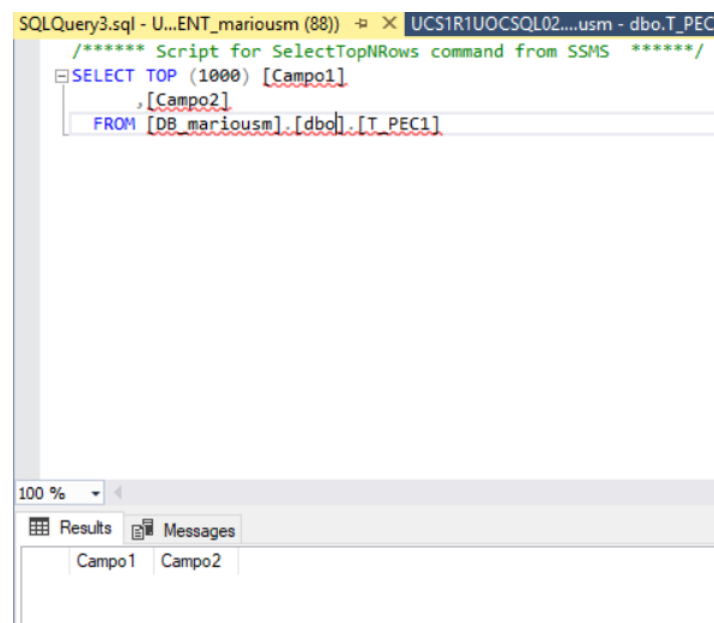 SQLQuery3.sql - U...ENT_mariousm (88)) UCS1R1UOCSQL02....usm - dbo.T_PEC
/****** Script for SelectTopNRows command from SSMS ******/
SELECT TOP (1000) [Campo1]
,[Campo2]
FROM [DB_mariousm].[dbo].[T_PEC1]
100 %
Results Messages
Campo1 Campo2